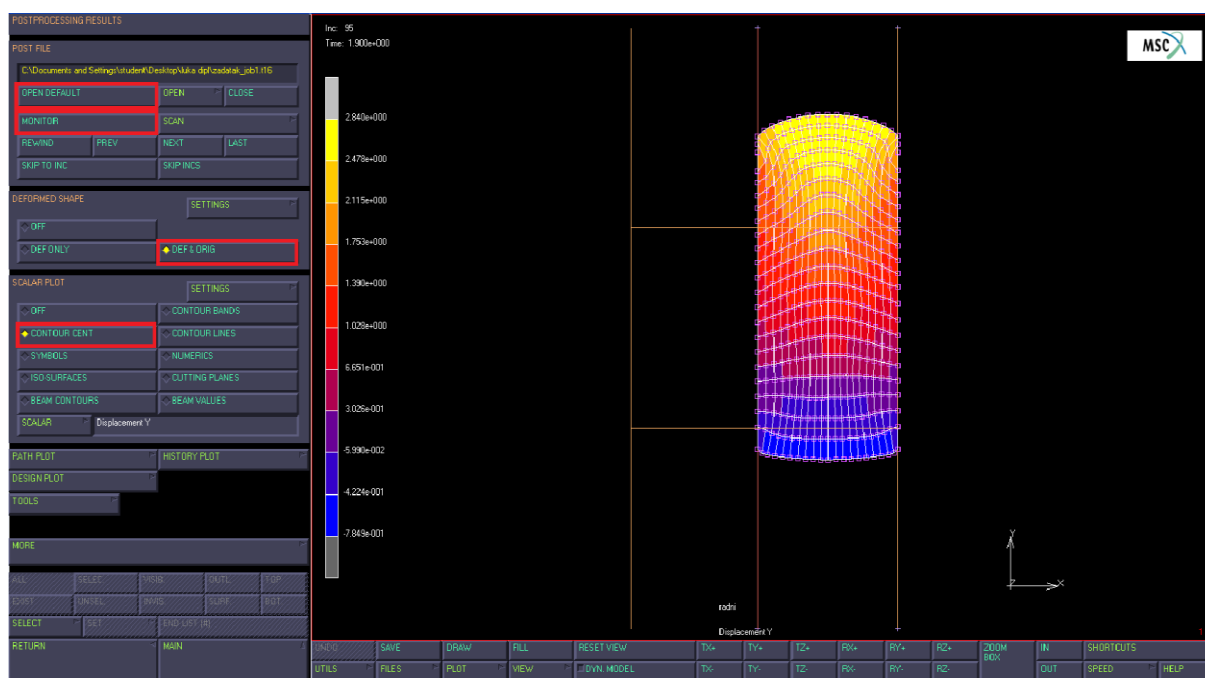 POSTPROCESSING RESULTS
POST FILE
C:\Documents and Settings\student\Desktop\luka dipl\zadatak_job1.t16
OPEN DEFAULT OPEN CLOSE
MONITOR SCAN
REWIND PREV NEXT LAST
SKIP TO INC SKIP INCS
DEFORMED SHAPE SETTINGS
OFF
DEF ONLY DEF & ORIG
SCALAR PLOT SETTINGS
OFF CONTOUR BANDS
CONTOUR CENT CONTOUR LINES
SYMBOLS NUMERICS
ISO-SURFACES CUTTING PLANES
BEAM CONTOURS BEAM VALUES
SCALAR Displacement Y
PATH PLOT HISTORY PLOT
DESIGN PLOT
TOOLS
MORE
ALL: SELEC. VISIB. OUTL. TOP
EXIST. UNSEL. INVIS. SURF. BOT.
SELECT SET END LIST (#)
RETURN MAIN
Inc: 95
Time: 1.900e+000
MSC X
2.840e+000
2.478e+000
2.115e+000
1.753e+000
1.390e+000
1.028e+000
6.651e-001
3.026e-001
-5.990e-002
-4.224e-001
-7.849e-001
Y
Z X
radni
Displacement Y
1
UNDO SAVE DRAW FILL RESET VIEW TX+ TY+ TZ+ RX+ RY+ RZ+ ZOOM BOX IN SHORTCUTS
UTILS FILES PLOT VIEW DYN. MODEL TX- TY- TZ- RX- RY- RZ- OUT SPEED HELP